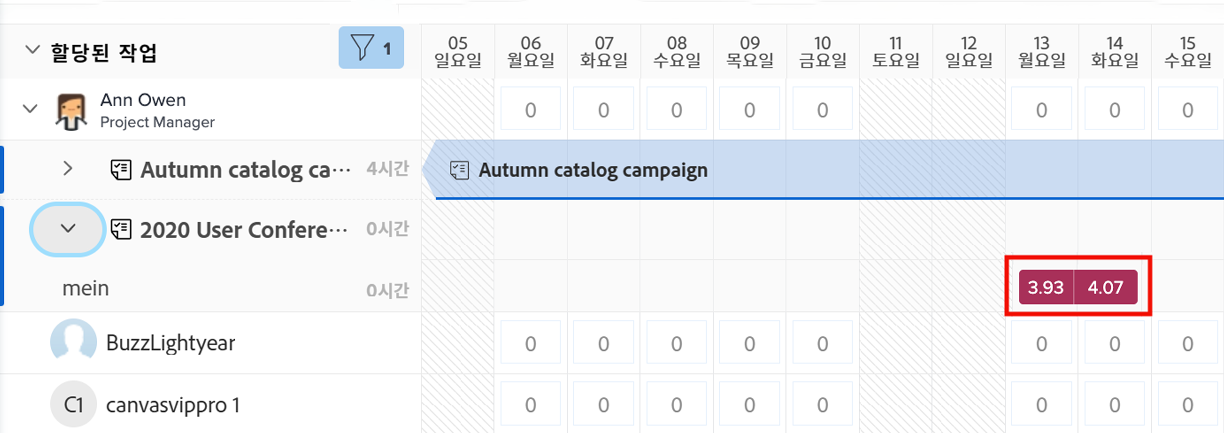 할당된 작업 1 05 06 07 08 09 10 11 12 13 14 15
일요일 월요일 화요일 수요일 목요일 금요일 토요일 일요일 월요일 화요일 수요일
Ann Owen
Project Manager
0 0 0 0 0 0 0 0
Autumn catalog ca··· 4시간 Autumn catalog campaign
2020 User Confere··· 0시간
mein 0시간 3.93 4.07
BuzzLightyear 0 0 0 0 0 0 0 0
C1 canvasvippro 1 0 0 0 0 0 0 0 0